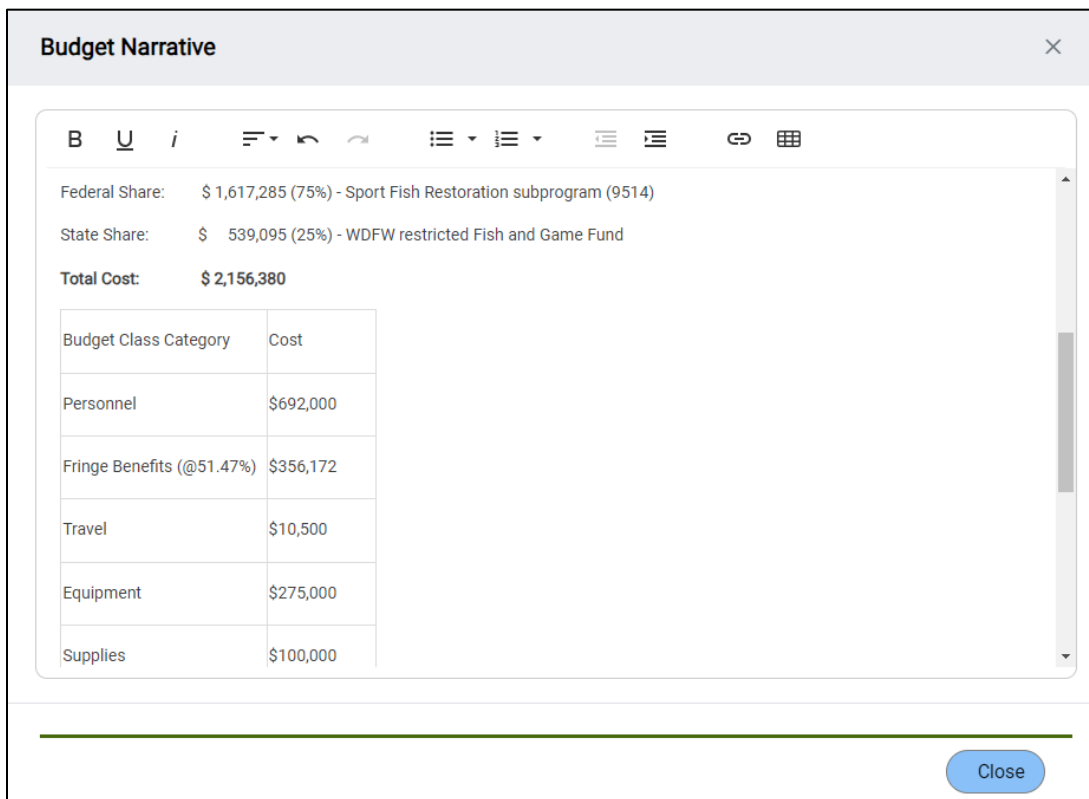 Budget Narrative
B U i
Federal Share: $ 1,617,285 (75%) - Sport Fish Restoration subprogram (9514)
State Share: $ 539,095 (25%) - WDFW restricted Fish and Game Fund
Total Cost: $ 2,156,380
Budget Class Category Cost
Personnel $692,000
Fringe Benefits (@51.47%) $356,172
Travel $10,500
Equipment $275,000
Supplies $100,000
Close